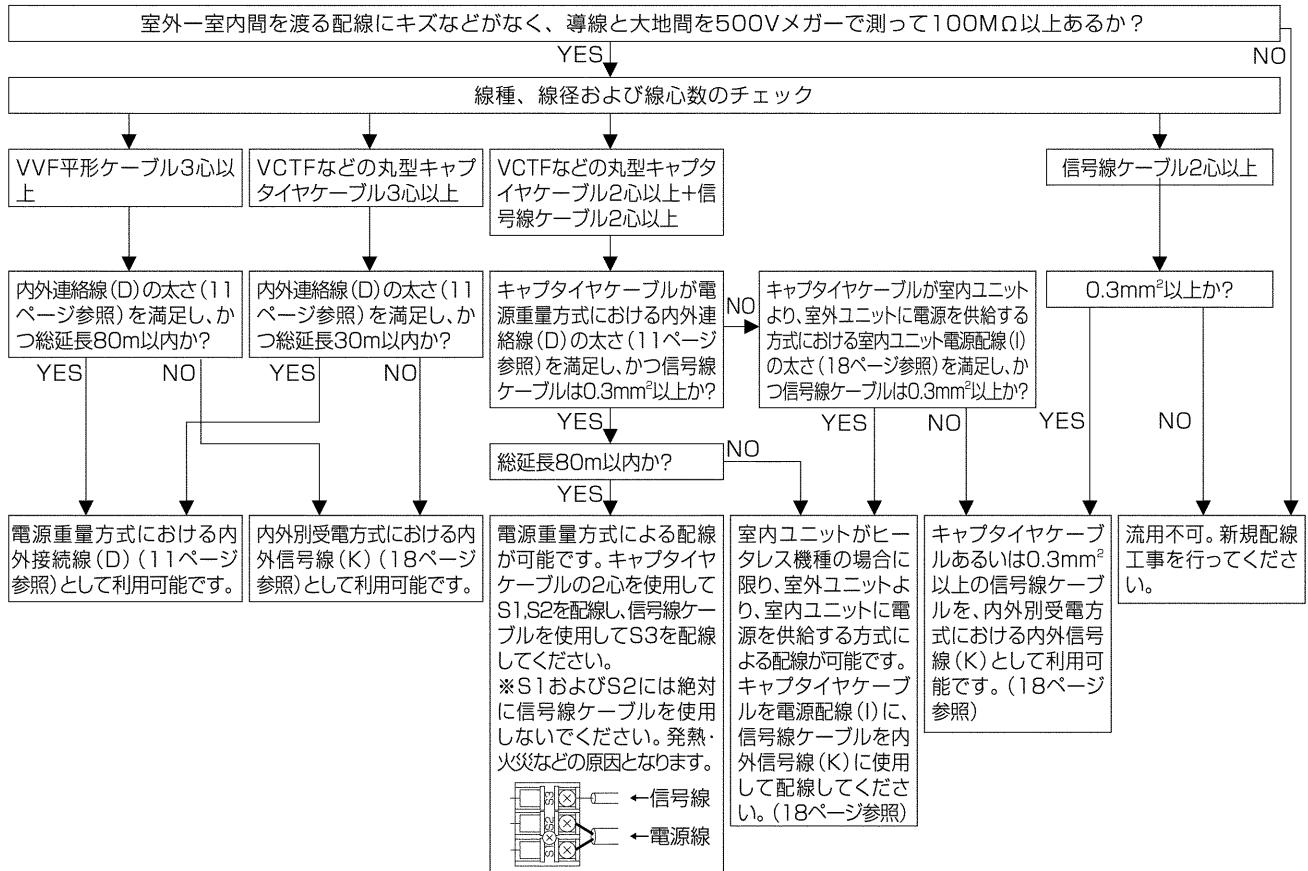 室外ー室内間を渡る配線にキズなどがなく、導線と大地間を500Vメガーで測って100MΩ以上あるか？
YES
NO
線種、線径および線心数のチェック
VVF平形ケーブル3心以
上
VCTFなどの丸型キャプ
タイヤケーブル3心以上
VCTFなどの丸型キャプタ
イヤケーブル2心以上＋信
号線ケーブル2心以上
信号線ケーブル2心以上
内外連絡線（D）の太さ（11
ページ参照）を満足し、か
つ総延長80m以内か？
YES
NO
内外連絡線（D）の太さ（11
ページ参照）を満足し、か
つ総延長30m以内か？
YES
NO
キャプタイヤケーブルが電
源重量方式における内外連
絡線（D）の太さ（11ページ
参照）を満足し、かつ信号線
ケーブルは0.3mm²以上か？
NO
YES
キャプタイヤケーブルが室内ユニット
より、室外ユニットに電源を供給する
方式における室内ユニット電源配線（I）
の太さ（18ページ参照）を満足し、か
つ信号線ケーブルは0.3mm²以上か？
YES
NO
0.3mm²以上か？
YES
NO
総延長80m以内か？
NO
YES
電源重量方式における内
外接続線（D）（11ページ
参照）として利用可能です。
内外別受電方式における内
外信号線（K）（18ページ
参照）として利用可能です。
電源重量方式による配線
が可能です。キャプタイヤ
ケーブルの2心を使用して
S1,S2を配線し、信号線ケー
ブルを使用してS3を配線
してください。
※S1およびS2には絶対
に信号線ケーブルを使用
しないでください。発熱・
火災などの原因となります。
S3
←信号線
S2
←電源線
S1
室内ユニットがヒー
タレス機種の場合に
限り、室外ユニットよ
り、室内ユニットに電
源を供給する方式に
よる配線が可能です。
キャプタイヤケーブ
ルを電源配線（I）に、
信号線ケーブルを内
外信号線（K）に使用
して配線してくださ
い。（18ページ参照）
キャプタイヤケーブ
ルあるいは0.3mm²
以上の信号線ケーブ
ルを、内外別受電方
式における内外信号
線（K）として利用可
能です。（18ページ
参照）
流用不可。新規配線
工事を行ってくださ
い。